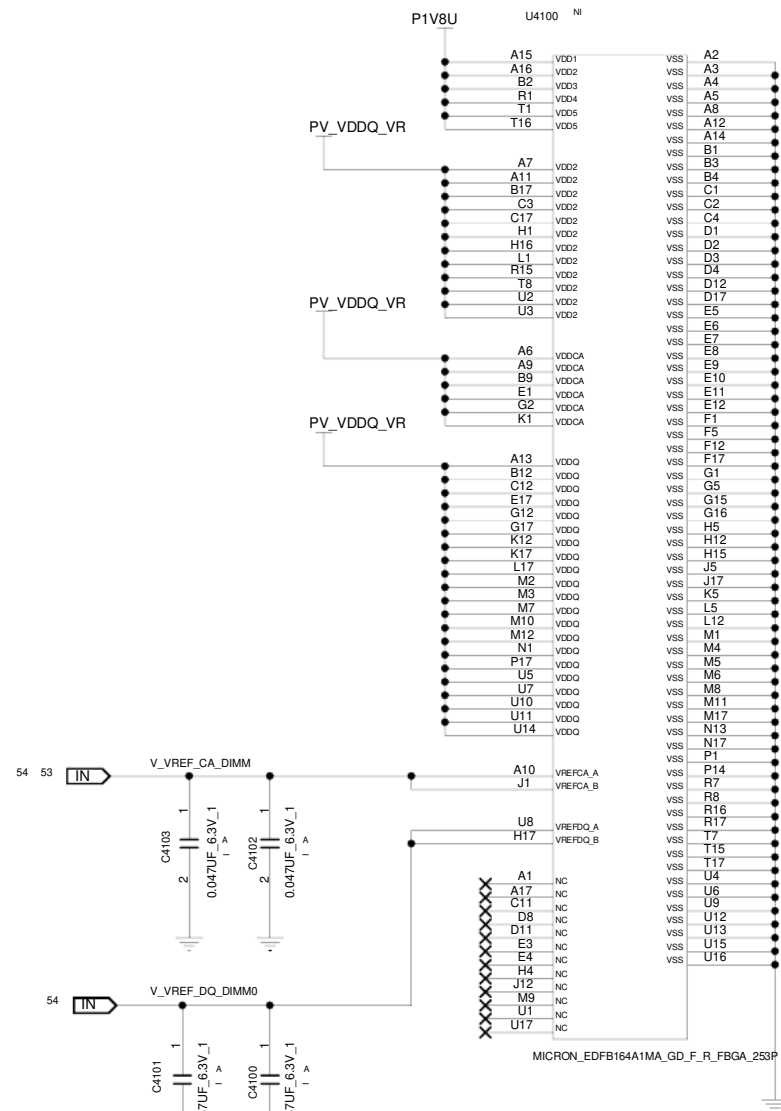 P1V8U
U4100 NI
A15 VDD1
A16 VDD2
B2 VDD3
R1 VDD4
T1 VDD5
T16 VDD5
PV_VDDQ_VR
A7 VDD2
A11 VDD2
B17 VDD2
C3 VDD2
C17 VDD2
H1 VDD2
H16 VDD2
L1 VDD2
R15 VDD2
T8 VDD2
U2 VDD2
U3 VDD2
PV_VDDQ_VR
A6 VDDCA
A9 VDDCA
B9 VDDCA
E1 VDDCA
G2 VDDCA
K1 VDDCA
PV_VDDQ_VR
A13 VDDQ
B12 VDDQ
C12 VDDQ
E17 VDDQ
G12 VDDQ
G17 VDDQ
K12 VDDQ
K17 VDDQ
L17 VDDQ
M2 VDDQ
M3 VDDQ
M7 VDDQ
M10 VDDQ
M12 VDDQ
N1 VDDQ
P17 VDDQ
U5 VDDQ
U7 VDDQ
U10 VDDQ
U11 VDDQ
U14 VDDQ
54 53 IN V_VREF_CA_DIMM
A10 VREFCA_A
J1 VREFCA_B
U8 VREFDQ_A
H17 VREFDQ_B
1 2 C4103 0.047UF_6.3V_1 A_
1 2 C4102 0.047UF_6.3V_1 A_
A1 NC
A17 NC
C11 NC
D8 NC
D11 NC
E3 NC
E4 NC
H4 NC
J12 NC
M9 NC
U1 NC
U17 NC
54 IN V_VREF_DQ_DIMM0
1 C4101 7UF_6.3V_1 A_
1 C4100 7UF_6.3V_1 A_
VSS A2
VSS A3
VSS A4
VSS A5
VSS A8
VSS A12
VSS A14
VSS B1
VSS B3
VSS B4
VSS C1
VSS C2
VSS C4
VSS D1
VSS D2
VSS D3
VSS D4
VSS D12
VSS D17
VSS E5
VSS E6
VSS E7
VSS E8
VSS E9
VSS E10
VSS E11
VSS E12
VSS F1
VSS F5
VSS F12
VSS F17
VSS G1
VSS G5
VSS G15
VSS G16
VSS H5
VSS H12
VSS H15
VSS J5
VSS J17
VSS K5
VSS L5
VSS L12
VSS M1
VSS M4
VSS M5
VSS M6
VSS M8
VSS M11
VSS M17
VSS N13
VSS N17
VSS P1
VSS P14
VSS R7
VSS R8
VSS R16
VSS R17
VSS T7
VSS T15
VSS T17
VSS U4
VSS U6
VSS U9
VSS U12
VSS U13
VSS U15
VSS U16
MICRON_EDFB164A1MA_GD_F_R_FBGA_253P